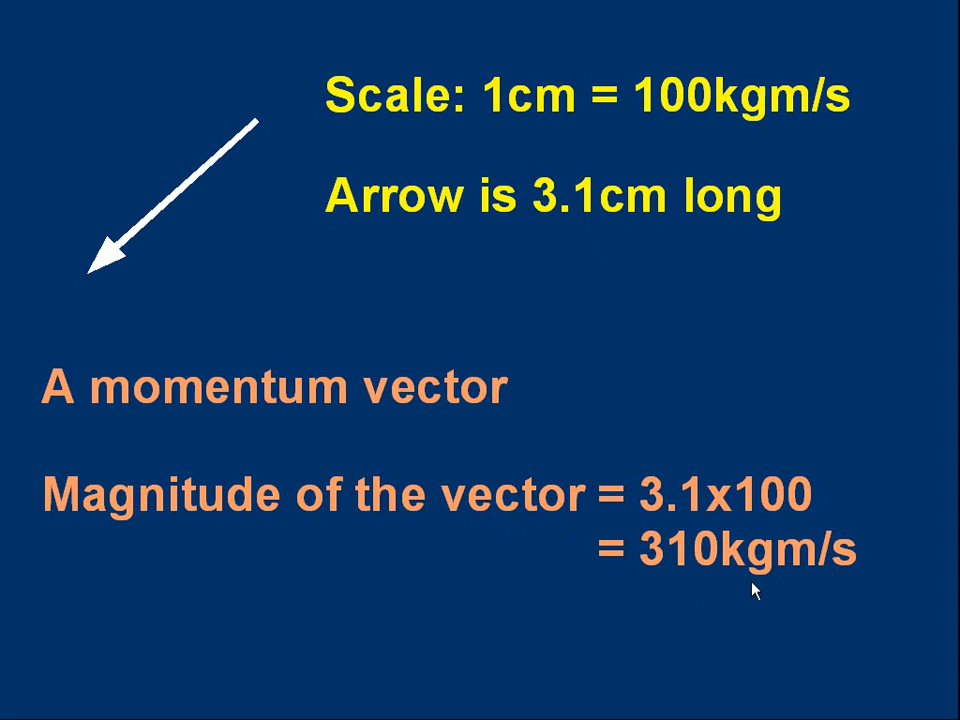 Scale: 1cm = 100kgm/s
Arrow is 3.1cm long
A momentum vector
Magnitude of the vector = 3.1x100
= 310kgm/s